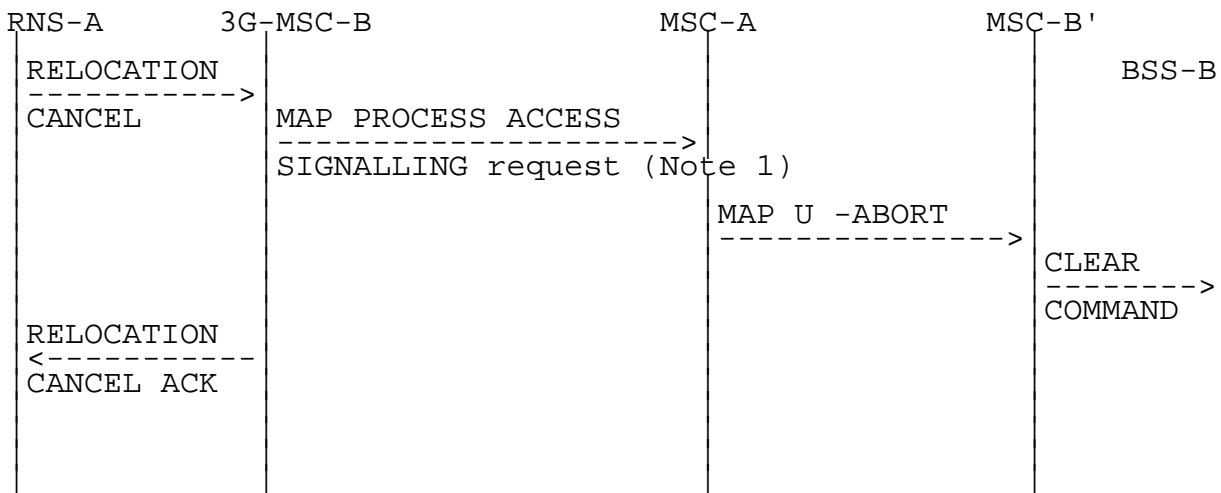 RNS-A 3G-MSC-B MSC-A MSC-B'
RELOCATION BSS-B
CANCEL MAP PROCESS ACCESS
SIGNALLING request (Note 1)
MAP U -ABORT
CLEAR
COMMAND
RELOCATION
CANCEL ACK